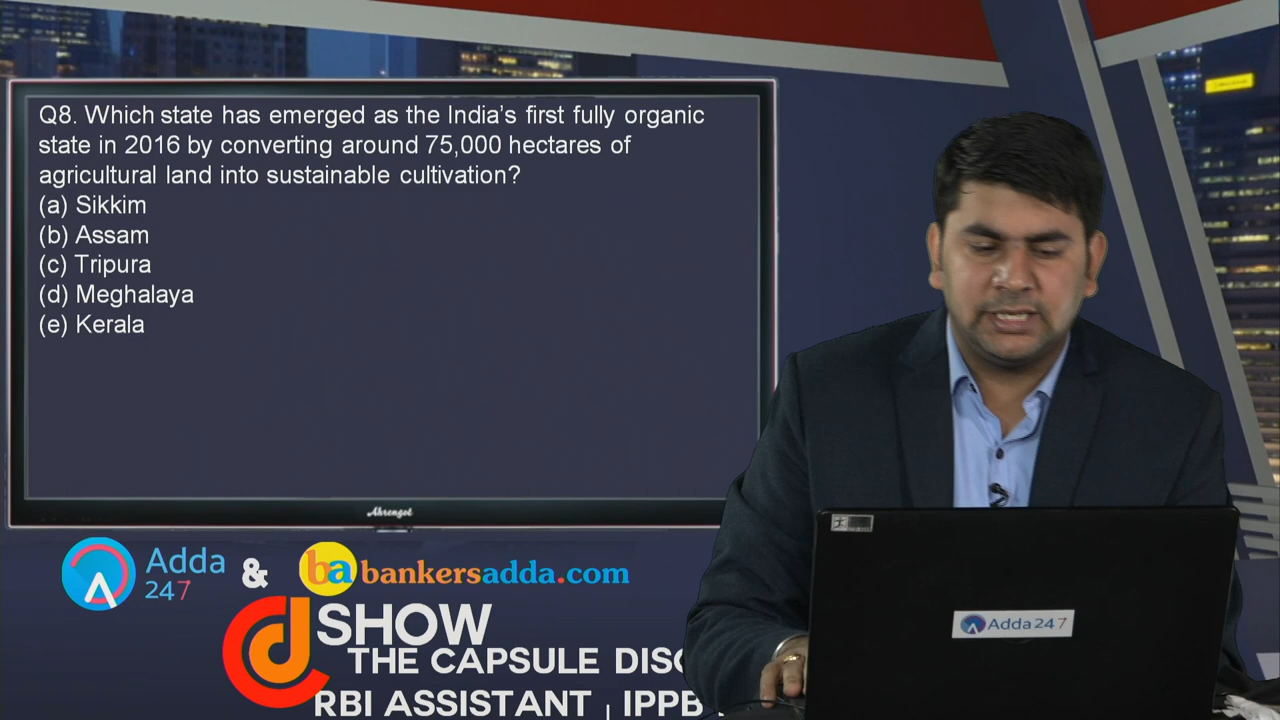 Q8. Which state has emerged as the India's first fully organic
state in 2016 by converting around 75,000 hectares of
agricultural land into sustainable cultivation?
(a) Sikkim
(b) Assam
(c) Tripura
(d) Meghalaya
(e) Kerala
Ahrengot
Adda
247
&
ba bankersadda.com
cd SHOW
THE CAPSULE DISC
RBI ASSISTANT | IPPB
Adda 247